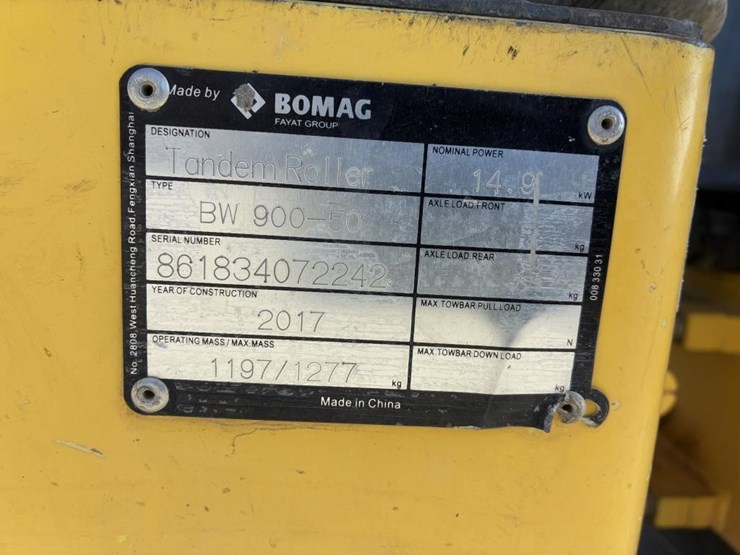 Made by BOMAG
FAYAT GROUP
DESIGNATION
Tandem Roller
TYPE
BW 900-50
SERIAL NUMBER
861834072242
YEAR OF CONSTRUCTION
2017
OPERATING MASS / MAX.MASS
1197/1277 kg
NOMINAL POWER
14.9 kW
AXLE LOAD FRONT
kg
AXLE LOAD REAR
kg
MAX.TOWBAR PULL LOAD
N
MAX.TOWBAR DOWN LOAD
kg
Made in China
No. 2808, West Huancheng Road.Fengxian Shanghai
008 330 31